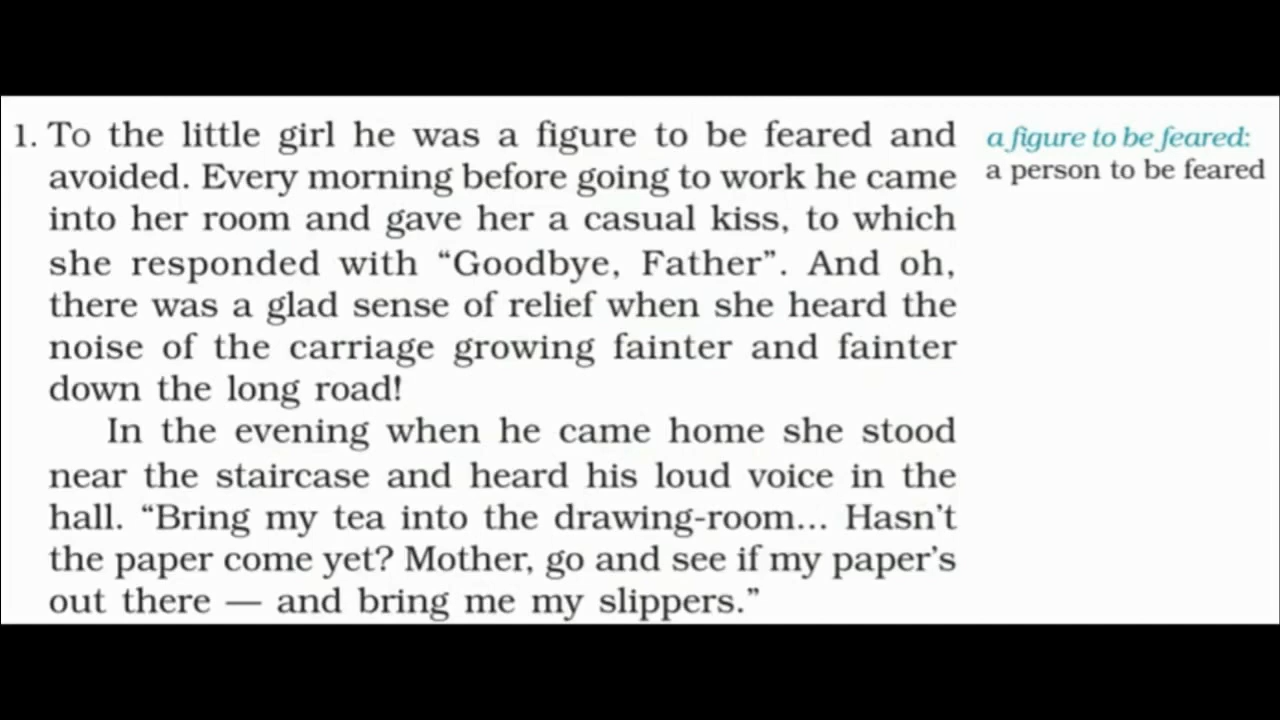 1. To the little girl he was a figure to be feared and
avoided. Every morning before going to work he came
into her room and gave her a casual kiss, to which
she responded with “Goodbye, Father”. And oh,
there was a glad sense of relief when she heard the
noise of the carriage growing fainter and fainter
down the long road!
In the evening when he came home she stood
near the staircase and heard his loud voice in the
hall. “Bring my tea into the drawing-room... Hasn’t
the paper come yet? Mother, go and see if my paper’s
out there — and bring me my slippers.”
a figure to be feared:
a person to be feared